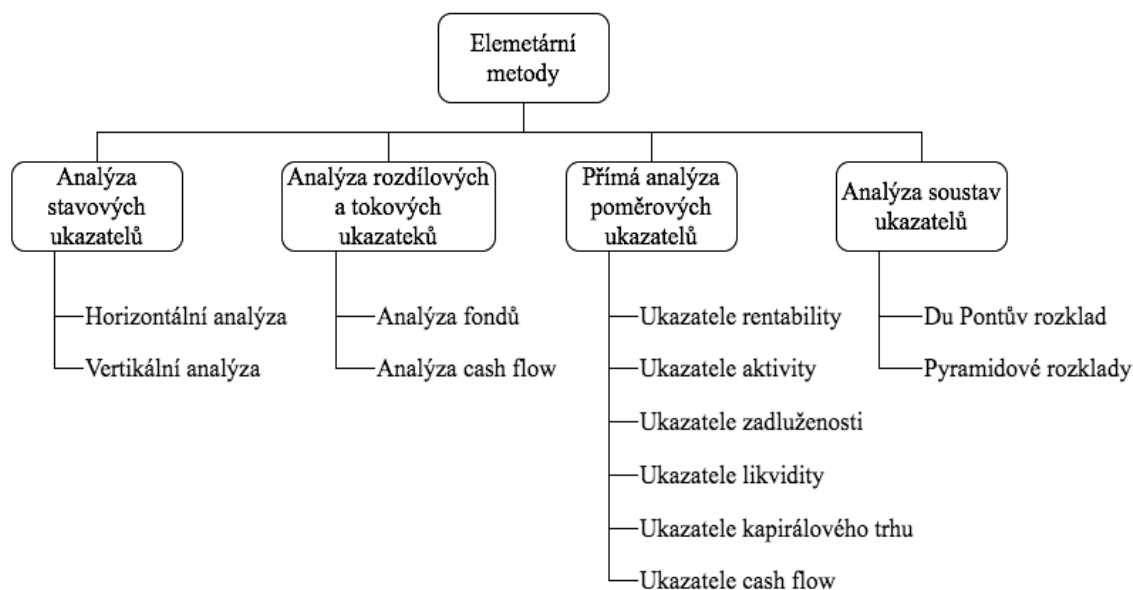 Elemetární
metody
Analýza
stavových
ukazatelů
Analýza rozdílových
a tokových
ukazateků
Přímá analýza
poměrových
ukazatelů
Analýza soustav
ukazatelů
Horizontální analýza
Vertikální analýza
Analýza fondů
Analýza cash flow
Ukazatele rentability
Ukazatele aktivity
Ukazatele zadluženosti
Ukazatele likvidity
Ukazatele kapirálového trhu
Ukazatele cash flow
Du Pontův rozklad
Pyramidové rozklady